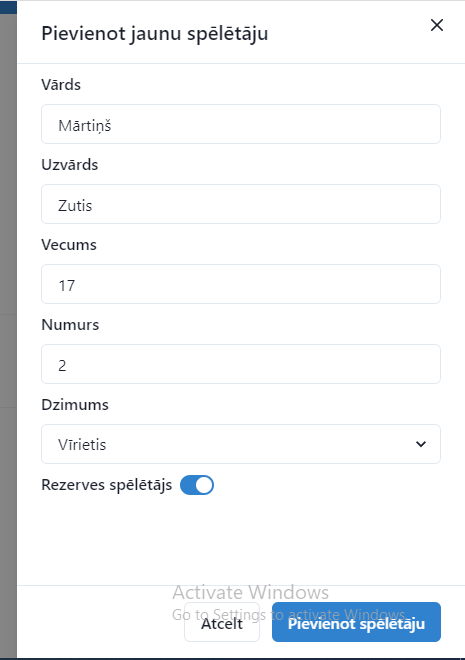 Pievienot jaunu spēlētāju
Vārds
Mārtiņš
Uzvārds
Zutis
Vecums
17
Numurs
2
Dzimums
Vīrietis
Rezerves spēlētājs
Activate Windows
Go to Settings to activate Windows.
Atcelt
Pievienot spēlētāju